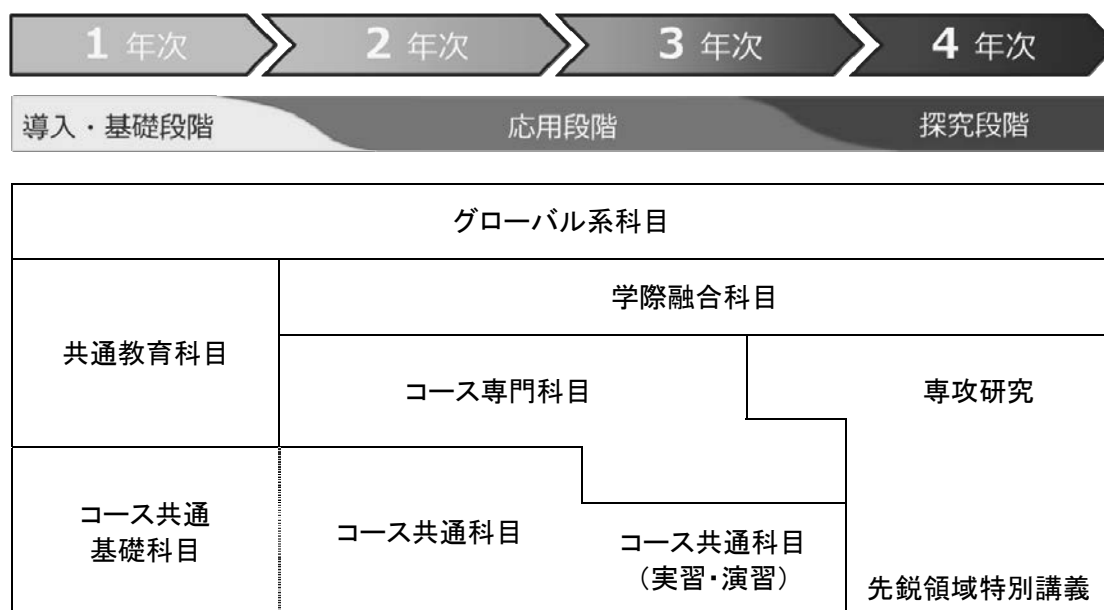 1 年次
2 年次
3 年次
4 年次
導入・基礎段階
応用段階
探究段階
グローバル系科目
学際融合科目
共通教育科目
コース専門科目
専攻研究
コース共通
基礎科目
コース共通科目
コース共通科目
（実習・演習）
先鋭領域特別講義